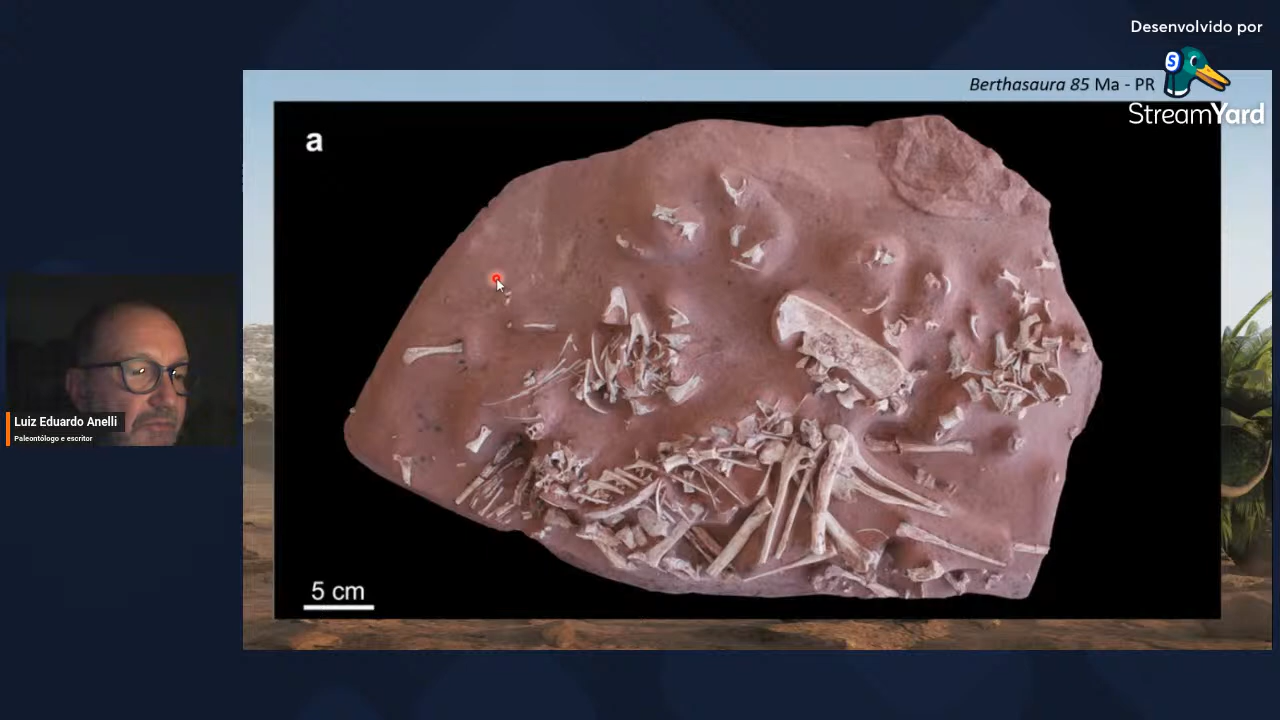 Desenvolvido por
StreamYard
Berthasaura 85 Ma - PR
a
5 cm
Luiz Eduardo Anelli
Paleontólogo e escritor